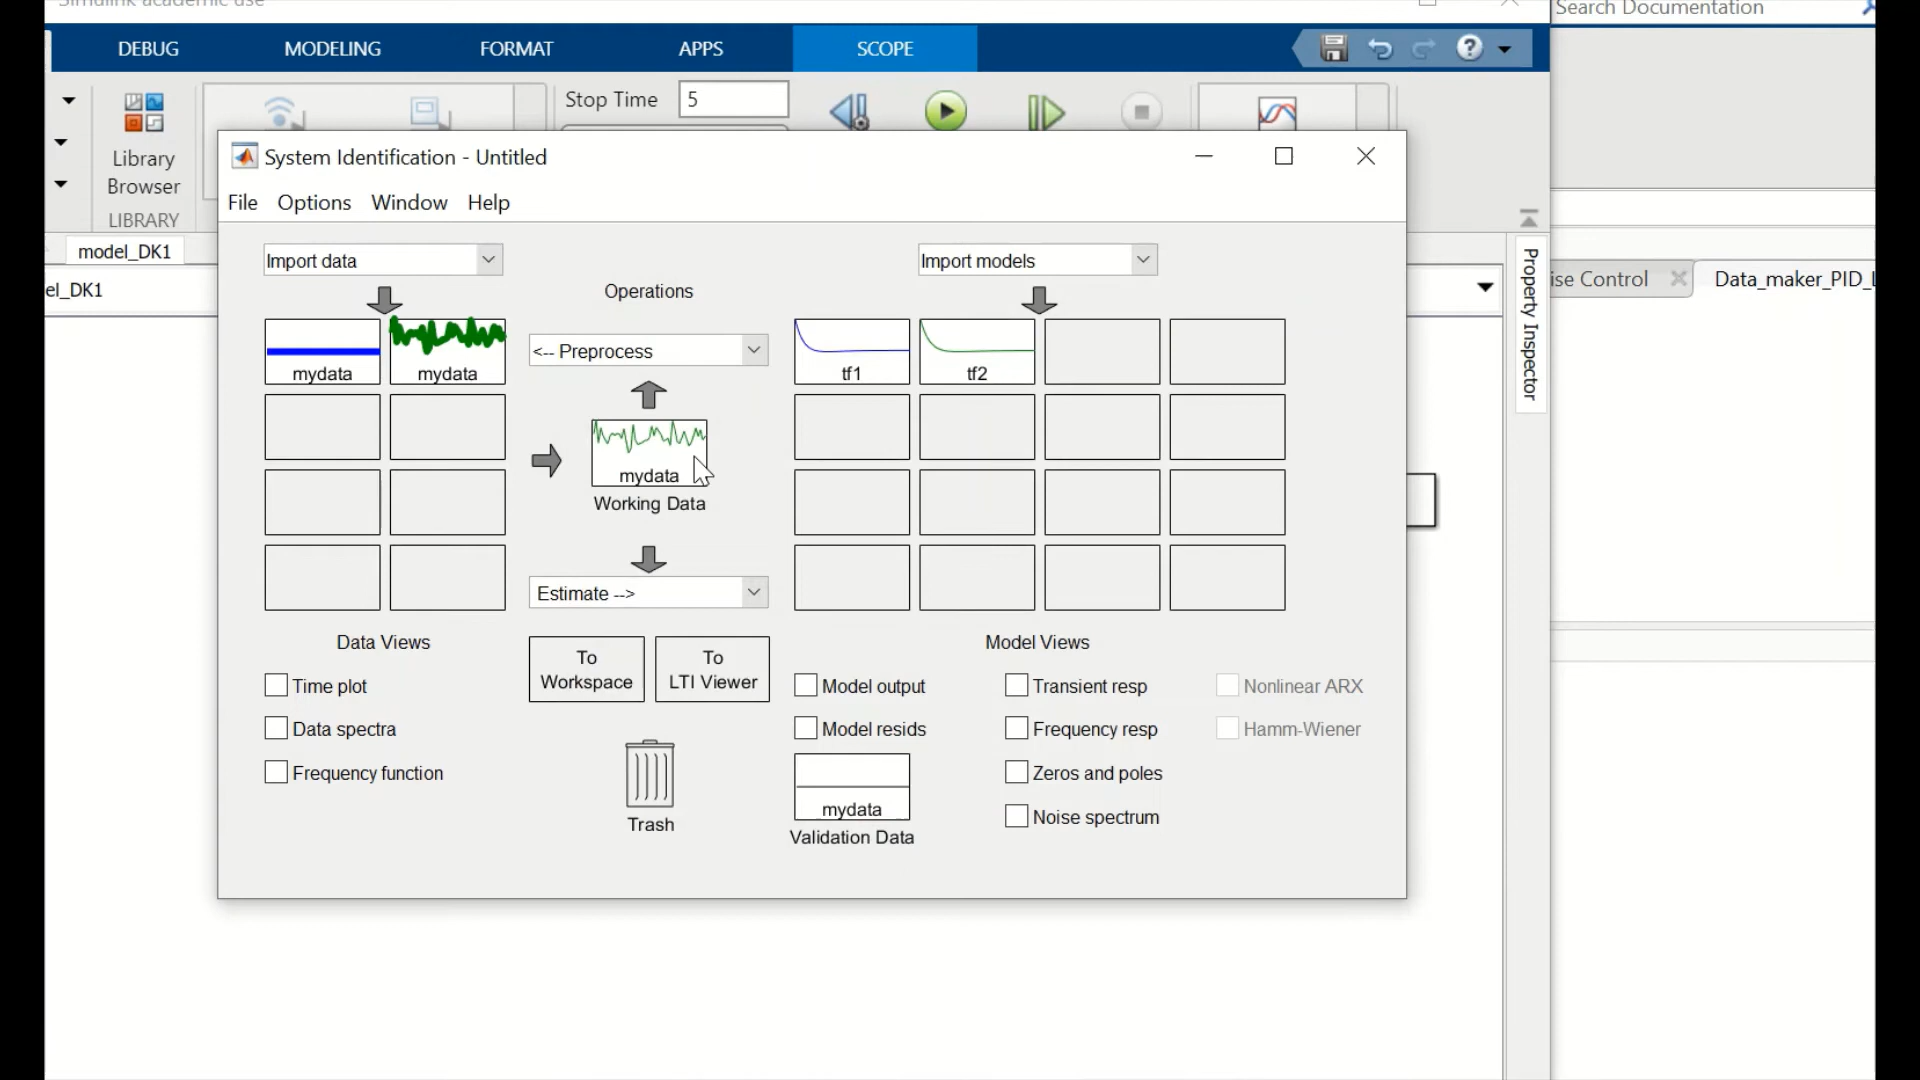 Simulink academic use
Search Documentation
DEBUG
MODELING
FORMAT
APPS
SCOPE
Stop Time
5
Library
Browser
LIBRARY
System Identification - Untitled
File
Options
Window
Help
model_DK1
el_DK1
Property Inspector
ise Control
Data_maker_PID_L
Import data
Import models
Operations
<-- Preprocess
mydata
mydata
tf1
tf2
mydata
Working Data
Estimate -->
Data Views
Time plot
Data spectra
Frequency function
To
Workspace
To
LTI Viewer
Trash
Model Views
Model output
Transient resp
Nonlinear ARX
Model resids
Frequency resp
Hamm-Wiener
Zeros and poles
Noise spectrum
mydata
Validation Data